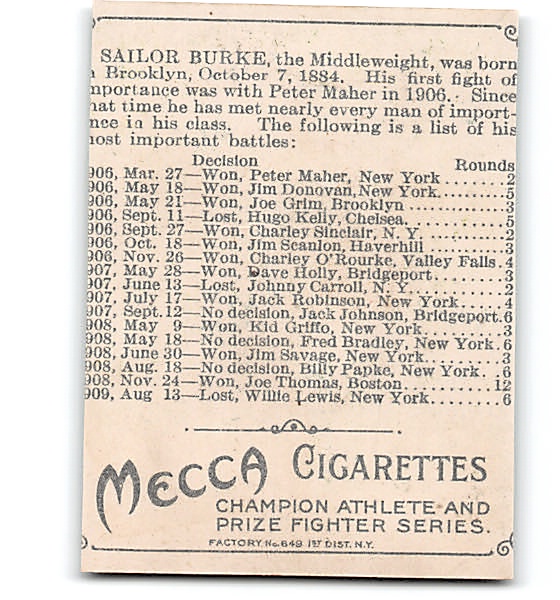 SAILOR BURKE, the Middleweight, was born
Brooklyn, October 7, 1884. His first fight of
mportance was with Peter Maher in 1906. Since
hat time he has met nearly every man of import-
nce in his class. The following is a list of his
nost important battles:
Decision Rounds
906, Mar. 27—Won, Peter Maher, New York.......2
906, May 18—Won, Jim Donovan, New York.......5
906, May 21—Won, Joe Grim, Brooklyn..........3
906, Sept. 11—Lost, Hugo Kelly, Chelsea..........5
906, Sept. 27—Won, Charley Sinclair, N. Y........2
906, Oct. 18—Won, Jim Scanlon, Haverhill.......3
906, Nov. 26—Won, Charley O'Rourke, Valley Falls.4
907, May 28—Won, Dave Holly, Bridgeport........3
907, June 13—Lost, Johnny Carroll, N. Y..........2
907, July 17—Won, Jack Robinson, New York......4
907, Sept. 12—No decision, Jack Johnson, Bridgeport.6
908, May 9—Won, Kid Griffo, New York..........3
908, May 18—No decision, Fred Bradley, New York.6
908, June 30—Won, Jim Savage, New York.........3
908, Aug. 18—No decision, Billy Papke, New York..6
908, Nov. 24—Won, Joe Thomas, Boston...........12
909, Aug 13—Lost, Willie Lewis, New York........6
MECCA CIGARETTES
CHAMPION ATHLETE AND
PRIZE FIGHTER SERIES.
FACTORY No. 649 1ST DIST. N.Y.